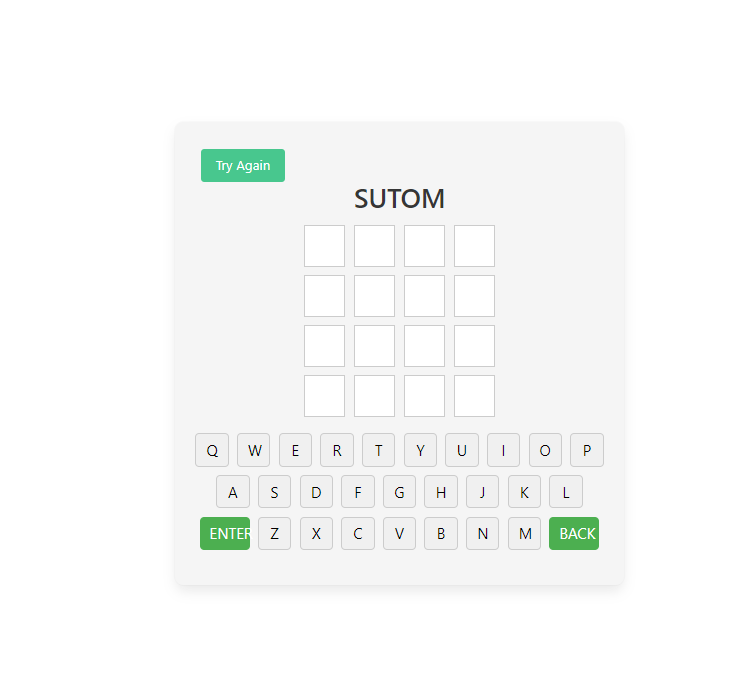 Try Again
SUTOM
Q W E R T Y U I O P
A S D F G H J K L
ENTER Z X C V B N M BACK